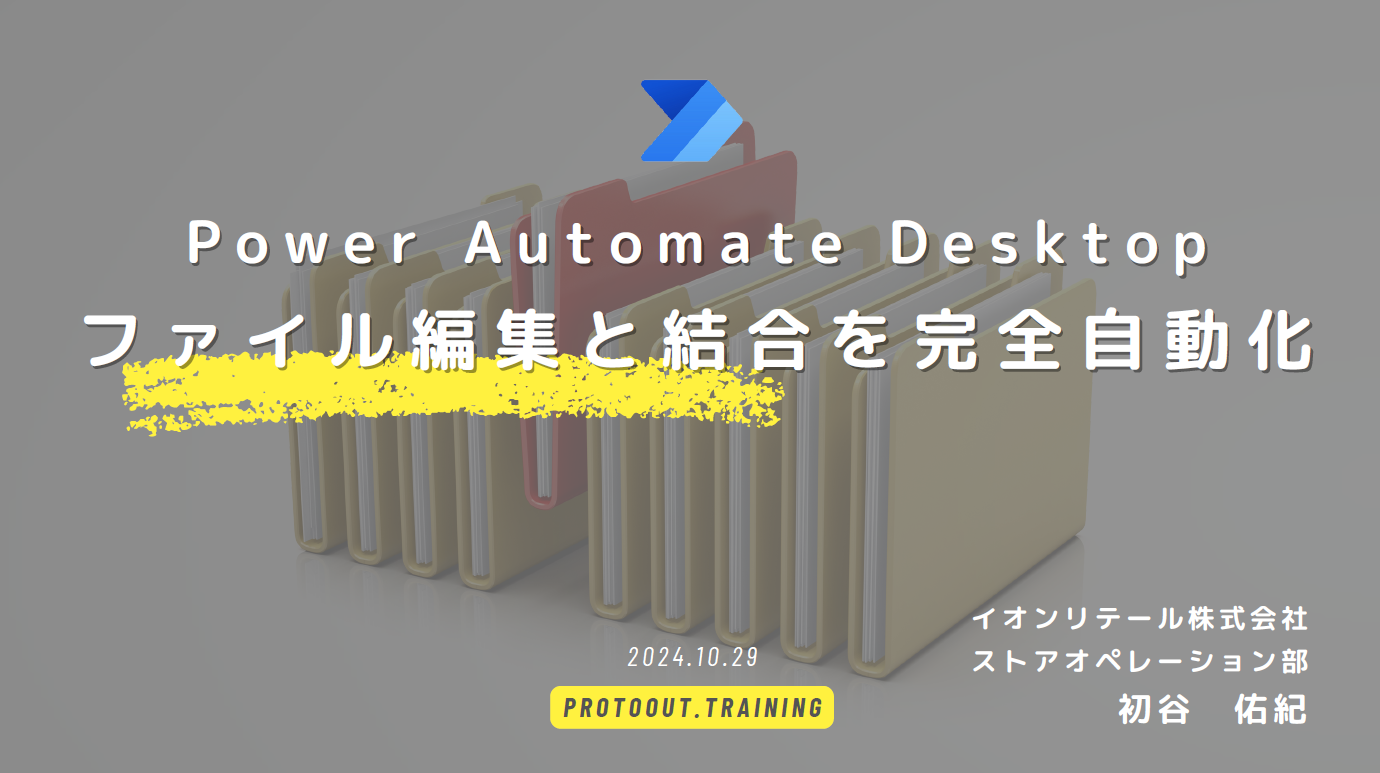 Power Automate Desktop
ファイル編集と結合を完全自動化
2024.10.29
PROTOOUT.TRAINING
イオンリテール株式会社
ストアオペレーション部
初谷　佑紀